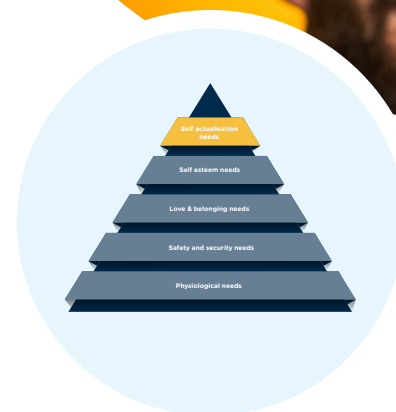 Self actualisation
needs
Self esteem needs
Love & belonging needs
Safety and security needs
Physiological needs